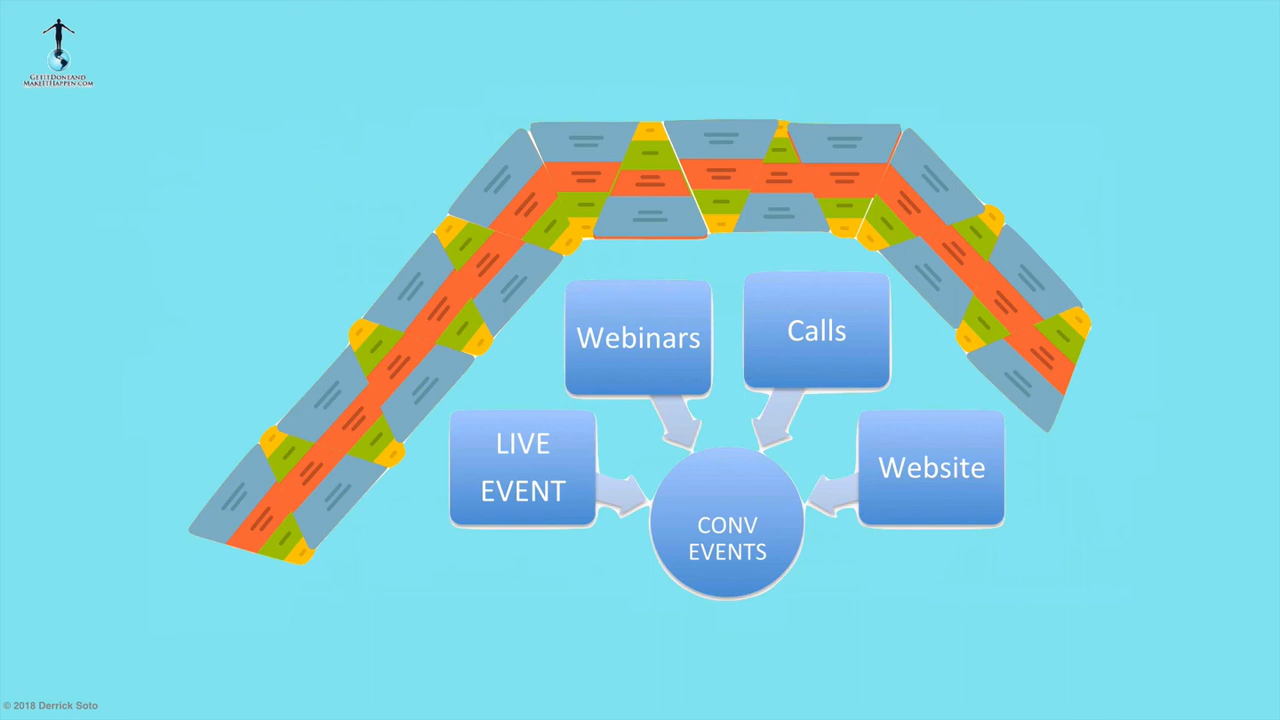 GETITDONEAND
MAKEITHAPPEN.COM
Webinars
Calls
LIVE
EVENT
Website
CONV
EVENTS
© 2018 Derrick Soto